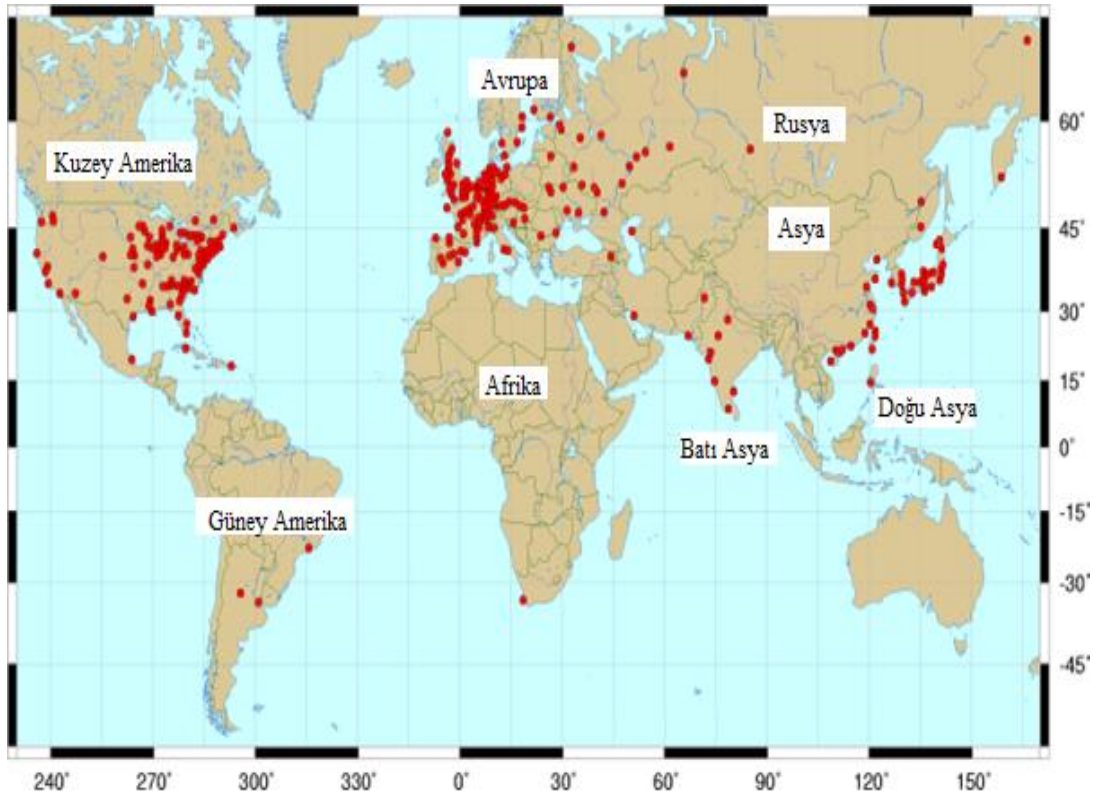 Avrupa
Rusya
Kuzey Amerika
Asya
Afrika
Doğu Asya
Batı Asya
Güney Amerika
60°
45°
30°
15°
0°
-15°
-30°
-45°
240° 270° 300° 330° 0° 30° 60° 90° 120° 150°